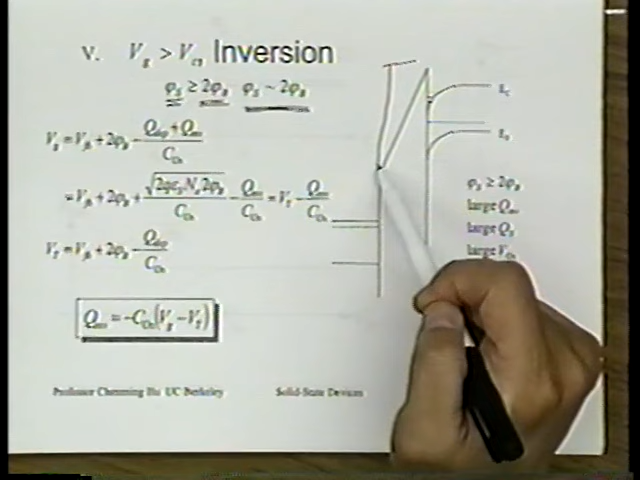 V. Vg > Vcs Inversion
φS ≥ 2φB φS ~ 2φB
Vg = Vfb + 2φB - (Qdep + Qinv)/COx
= Vfb + 2φB + √(2qεsNa2φB)/COx - Qinv/COx = VT - Qinv/COx
VT = Vfb + 2φB - Qdep/COx
Qinv = -COx(Vg - VT)
Ec
φS ≥ 2φB
large Qinv
large QS
large VOx
Professor Chenming Hu UC Berkeley
Solid-State Devices